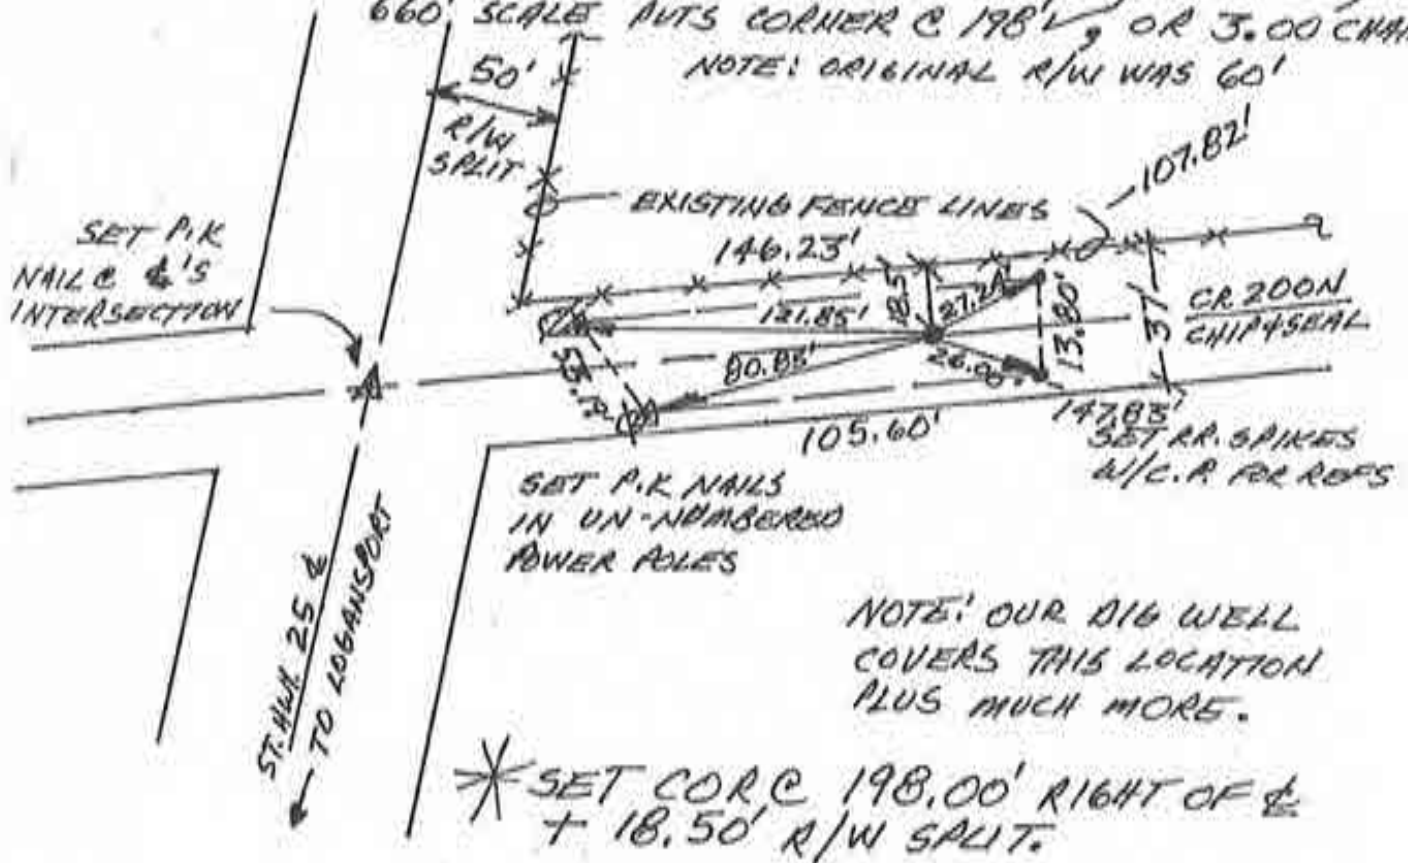 660' SCALE PUTS CORNER @ 198' , OR 3.00
NOTE: ORIGINAL R/W WAS 60'
50'
R/W
SPLIT
107.82'
EXISTING FENCE LINES
146.23'
SET P.K
NAIL @ ℄'S
INTERSECTION
121.85'
18.5
27.2
13.80'
37'
CR 200N
CHIP & SEAL
80.85'
26.90'
105.60'
147.83'
SET RR. SPIKES
W/C.P. FOR REFS
SET P.K NAILS
IN UN-NUMBERED
POWER POLES
ST. HWY. 25 ℄
TO LOGANSPORT
NOTE: OUR DIG WELL
COVERS THIS LOCATION
PLUS MUCH MORE.
SET COR @ 198.00' RIGHT OF ℄
+ 18.50' R/W SPLIT.